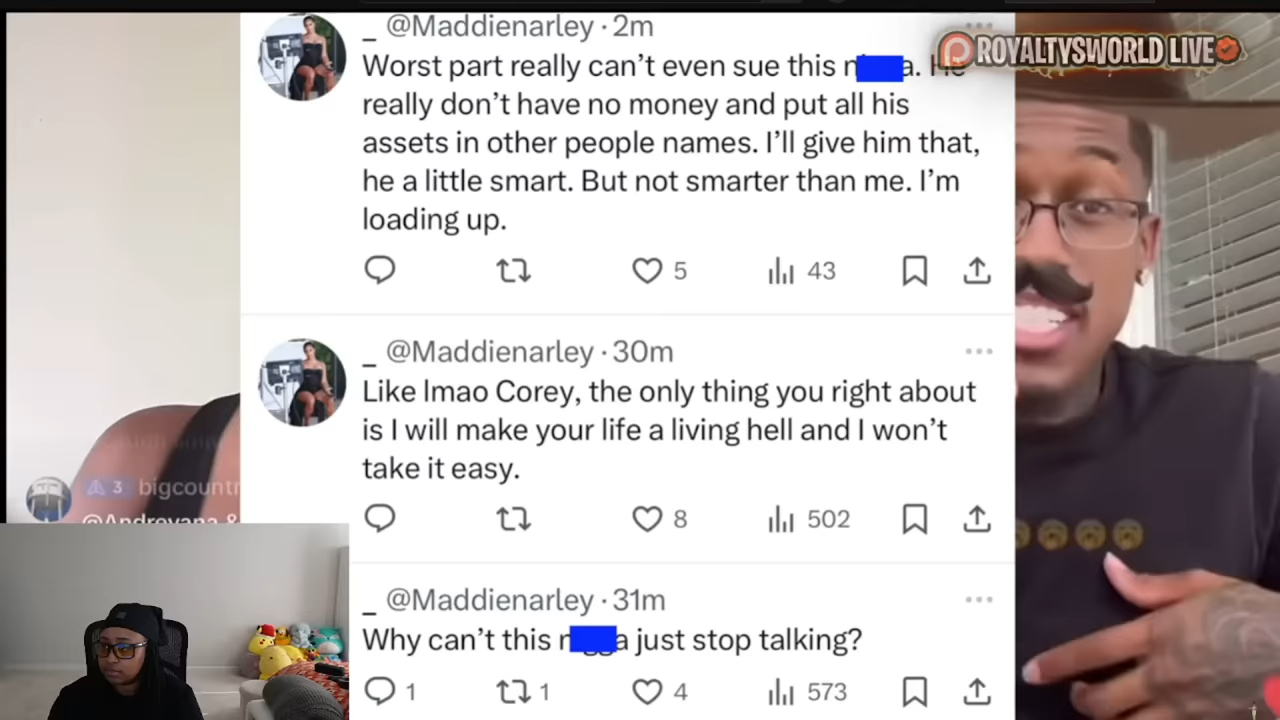 _ @Maddienarley · 2m
ROYALTYSWORLD LIVE
Worst part really can't even sue this n a. He
really don't have no money and put all his
assets in other people names. I'll give him that,
he a little smart. But not smarter than me. I'm
loading up.
5
43
_ @Maddienarley · 30m
Like lmao Corey, the only thing you right about
is I will make your life a living hell and I won't
take it easy.
8
502
3 bigcountr
@Andreyana &
_ @Maddienarley · 31m
Why can't this n a just stop talking?
1
1
4
573